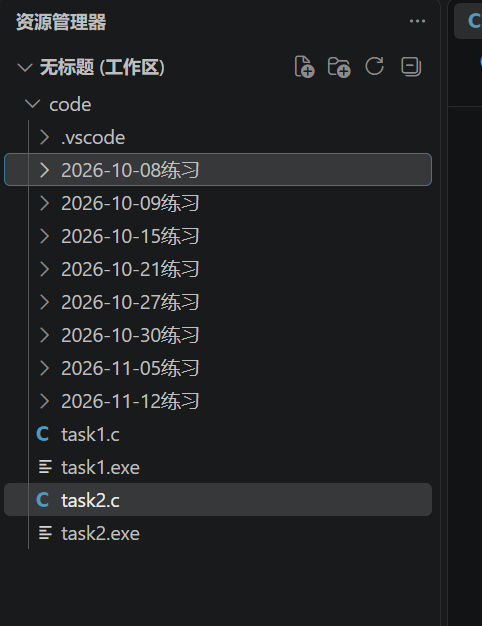 资源管理器
无标题 (工作区)
code
.vscode
2026-10-08练习
2026-10-09练习
2026-10-15练习
2026-10-21练习
2026-10-27练习
2026-10-30练习
2026-11-05练习
2026-11-12练习
C task1.c
task1.exe
C task2.c
task2.exe
C